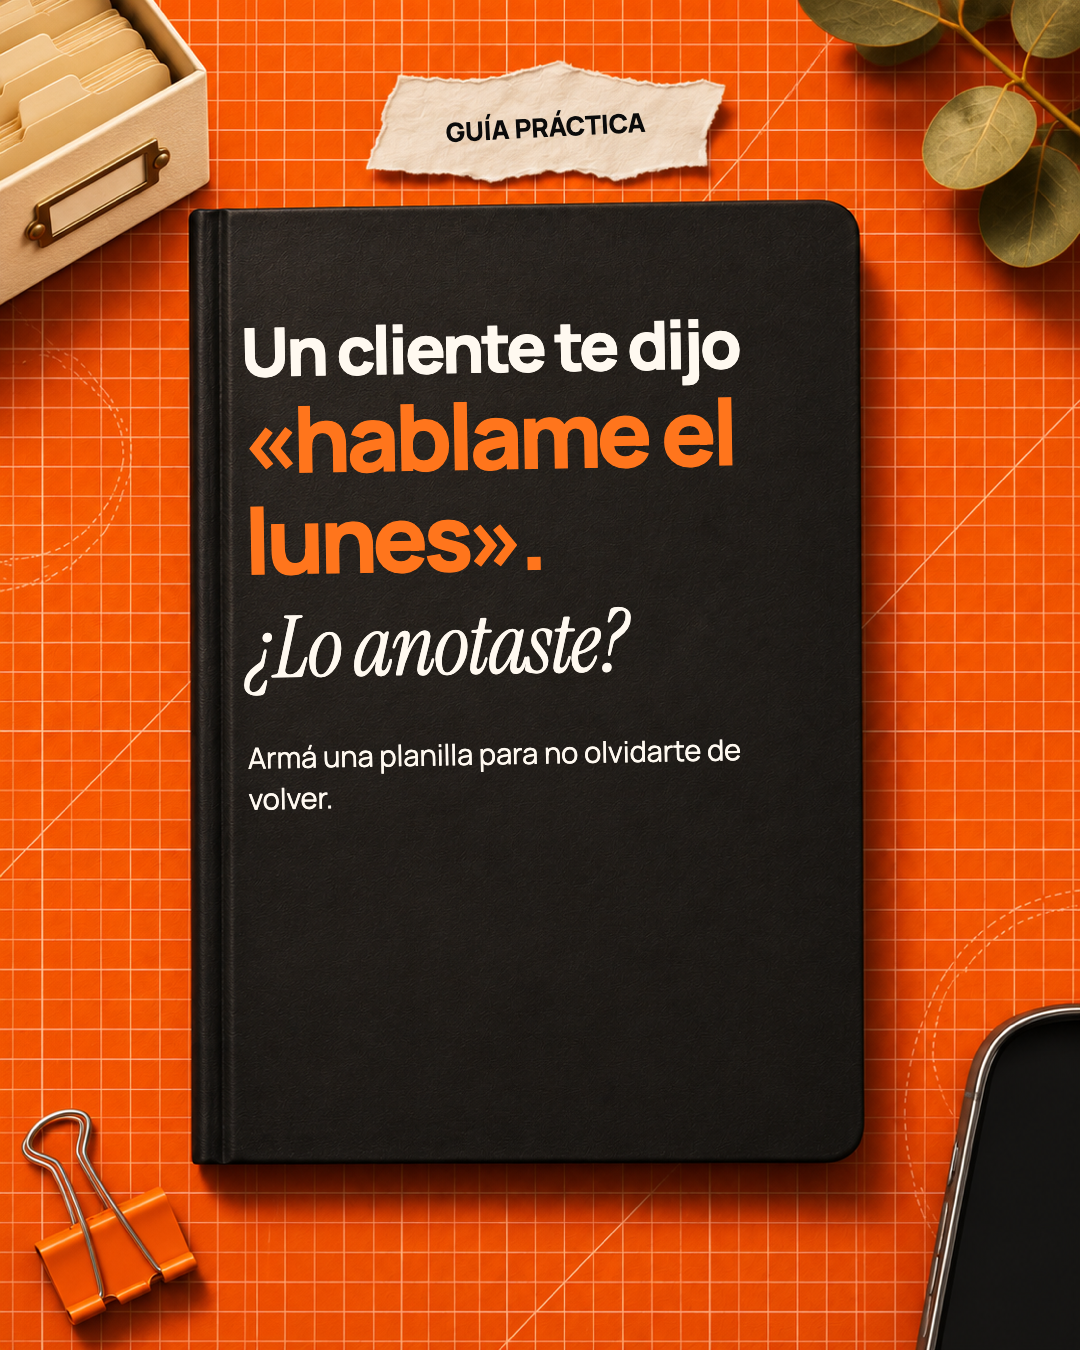 GUÍA PRÁCTICA
Un cliente te dijo
«hablame el
lunes».
¿Lo anotaste?
Armá una planilla para no olvidarte de
volver.